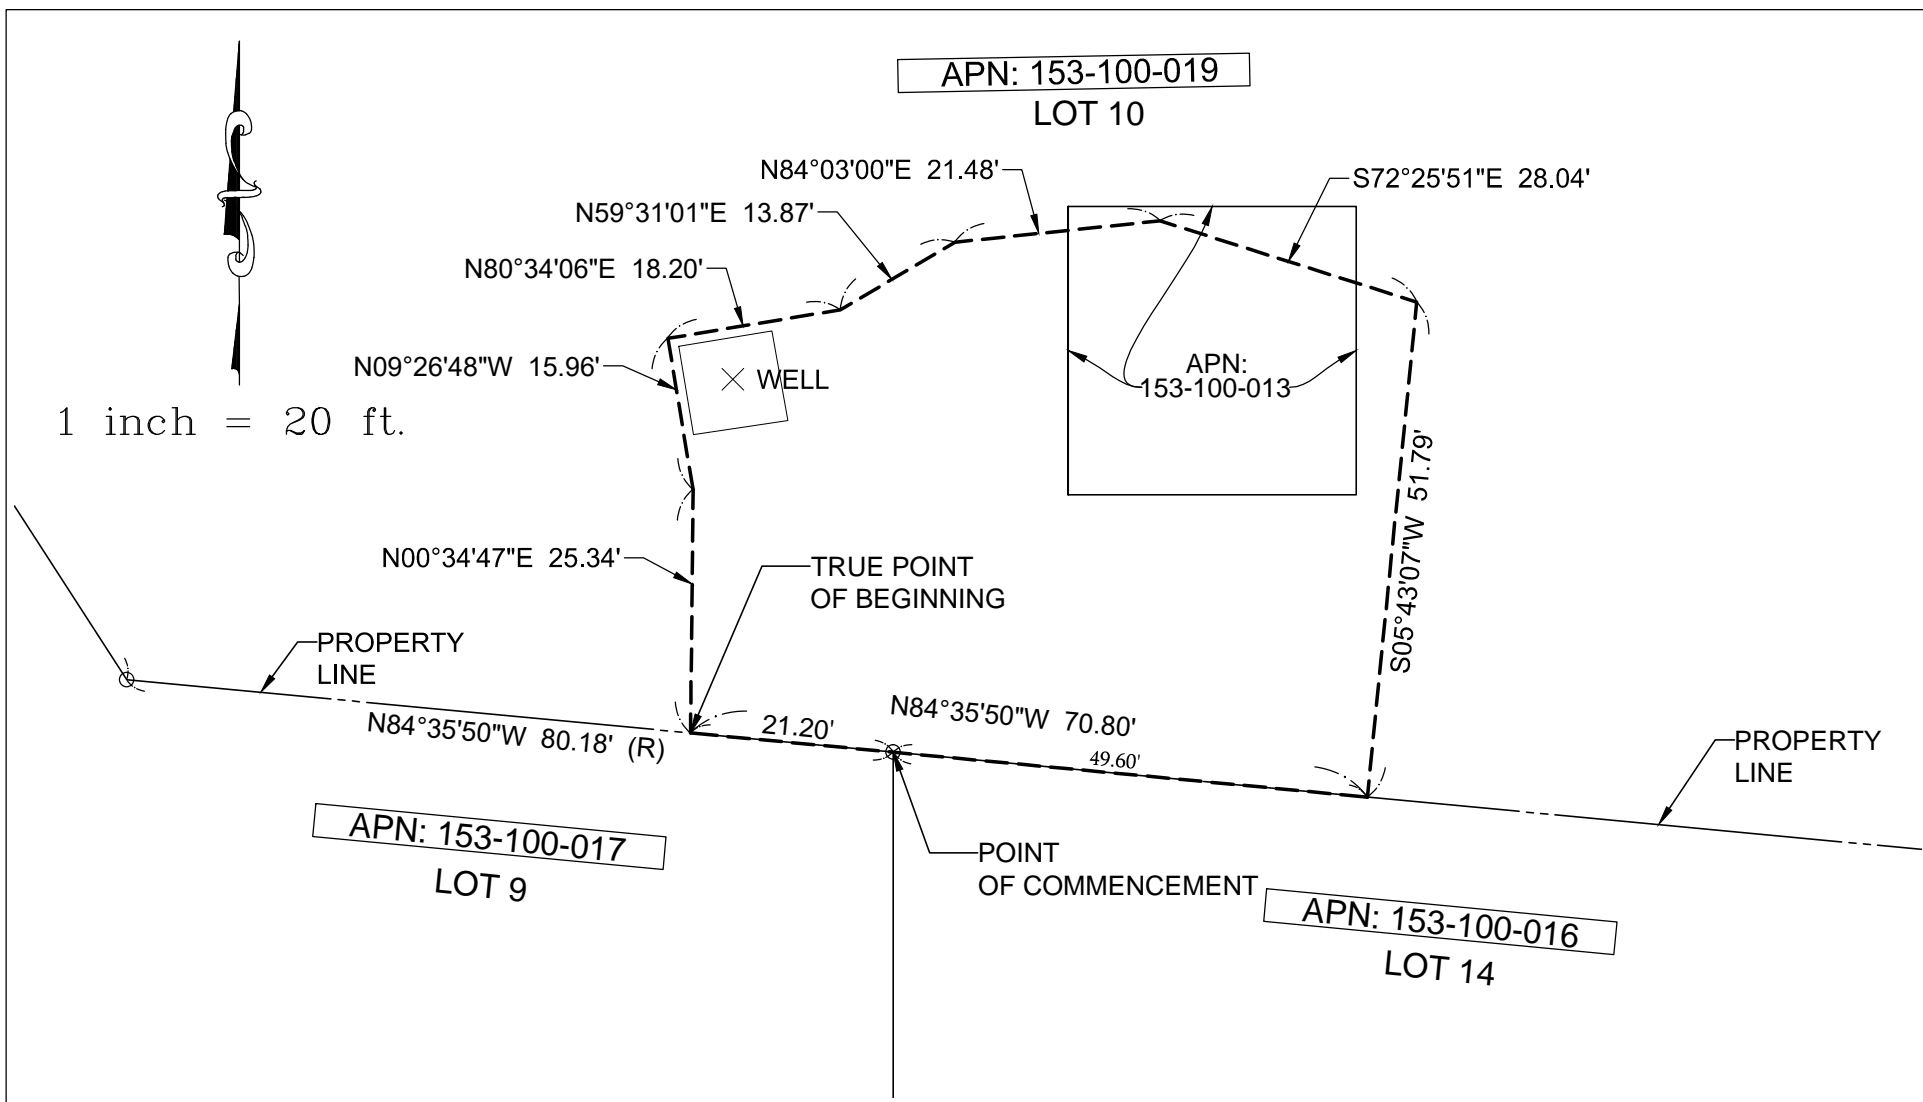 APN: 153-100-019
LOT 10
N84°03'00"E 21.48'
S72°25'51"E 28.04'
N59°31'01"E 13.87'
N80°34'06"E 18.20'
N09°26'48"W 15.96'
WELL
APN:
153-100-013
1 inch = 20 ft.
S05°43'07"W 51.79'
N00°34'47"E 25.34'
TRUE POINT
OF BEGINNING
PROPERTY
LINE
N84°35'50"W 80.18' (R)
21.20'
N84°35'50"W 70.80'
49.60'
PROPERTY
LINE
APN: 153-100-017
LOT 9
POINT
OF COMMENCEMENT
APN: 153-100-016
LOT 14